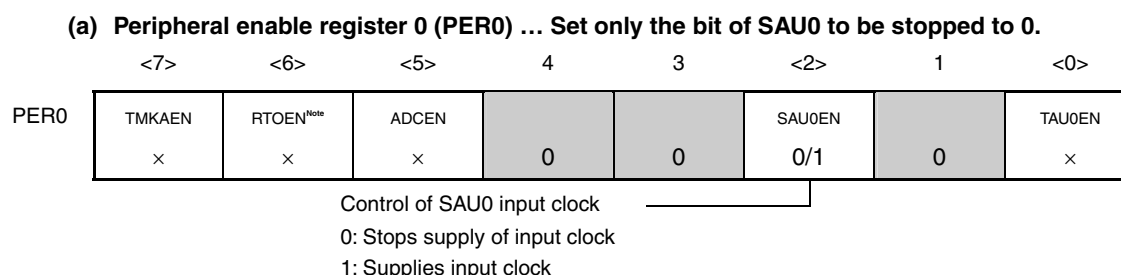 (a) Peripheral enable register 0 (PER0) … Set only the bit of SAU0 to be stopped to 0.
<7> <6> <5> 4 3 <2> 1 <0>
PER0 TMKAEN RTOEN Note ADCEN SAU0EN TAU0EN
× × × 0 0 0/1 0 ×
Control of SAU0 input clock
0: Stops supply of input clock
1: Supplies input clock